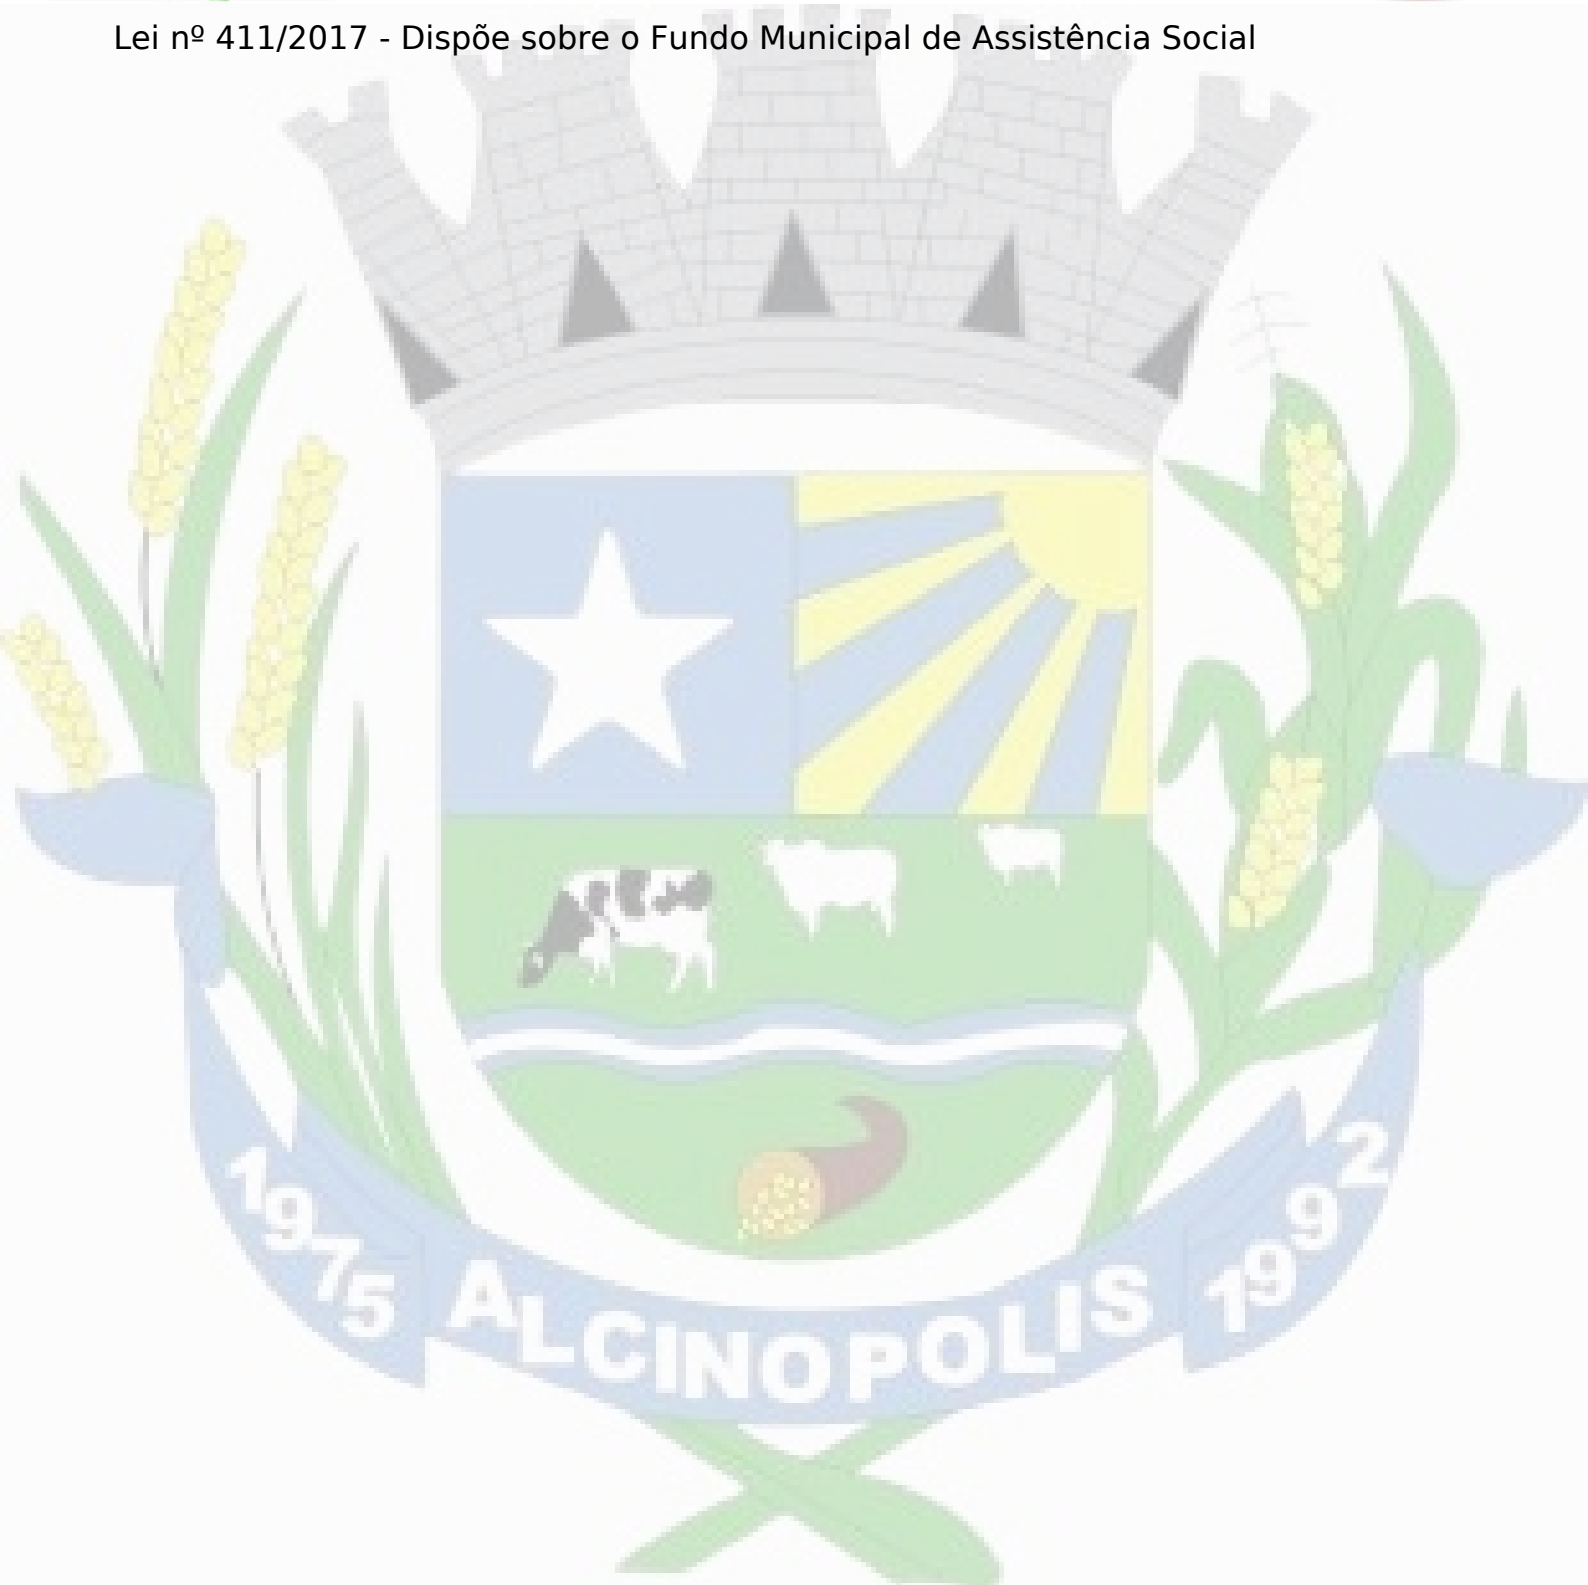 Lei nº 411/2017 - Dispõe sobre o Fundo Municipal de Assistência Social
1975 ALCINOPOLIS 1992